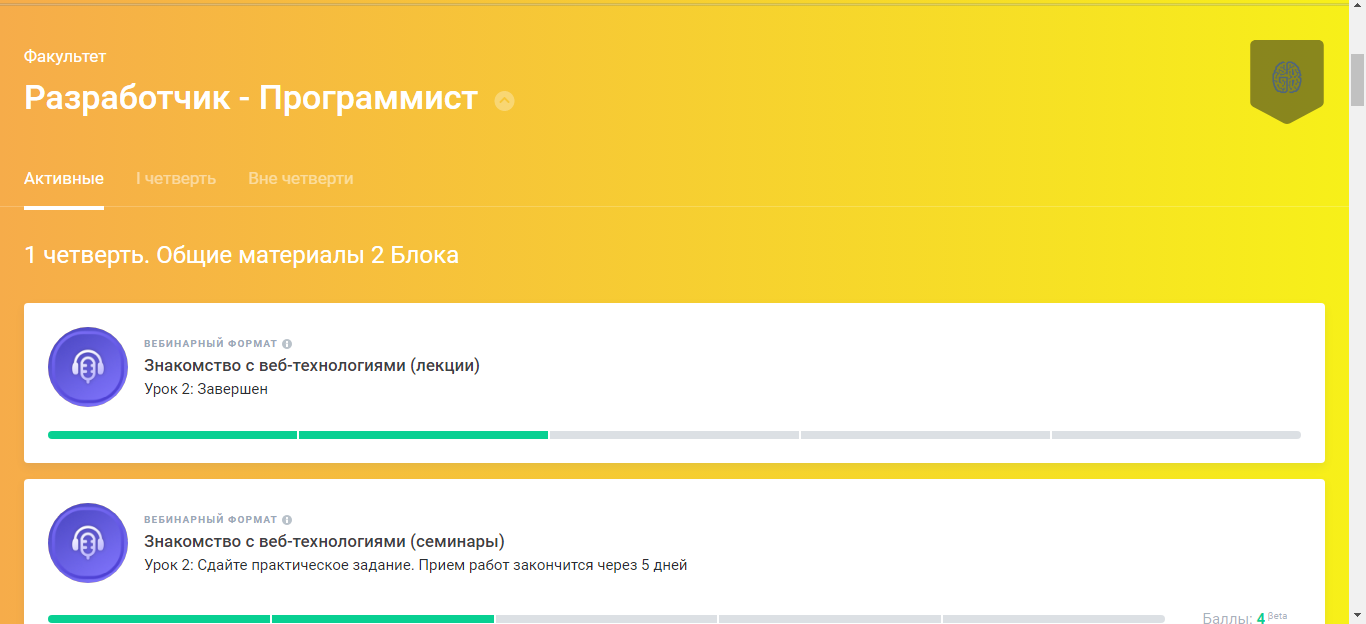 Факультет
Разработчик - Программист
Активные I четверть Вне четверти
1 четверть. Общие материалы 2 Блока
ВЕБИНАРНЫЙ ФОРМАТ
Знакомство с веб-технологиями (лекции)
Урок 2: Завершен
ВЕБИНАРНЫЙ ФОРМАТ
Знакомство с веб-технологиями (семинары)
Урок 2: Сдайте практическое задание. Прием работ закончится через 5 дней
Баллы: 4 Beta